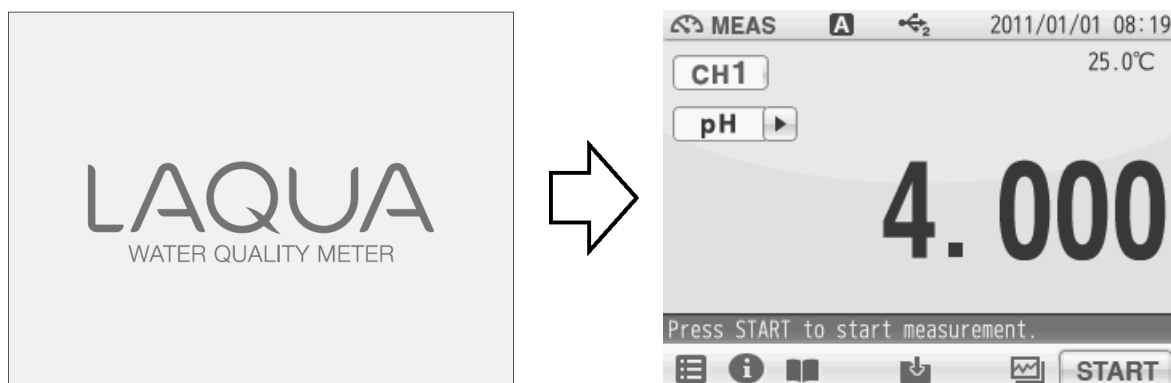 LAQUA
WATER QUALITY METER
MEAS A 2 2011/01/01 08:19
25.0℃
CH1
pH
4.000
Press START to start measurement.
START